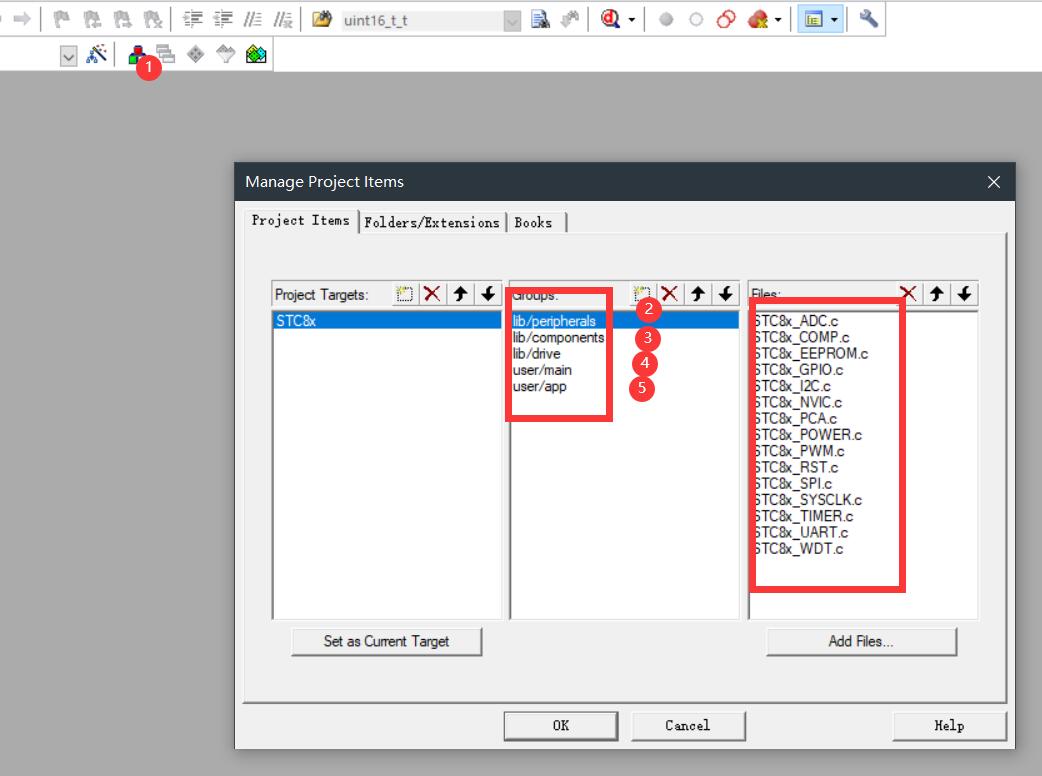 uint16_t_t
1
Manage Project Items
Project Items Folders/Extensions Books
Project Targets:
Groups:
Files:
STC8x
lib/peripherals
lib/components
lib/drive
user/main
user/app
2
3
4
5
STC8x_ADC.c
STC8x_COMP.c
STC8x_EEPROM.c
STC8x_GPIO.c
STC8x_I2C.c
STC8x_NVIC.c
STC8x_PCA.c
STC8x_POWER.c
STC8x_PWM.c
STC8x_RST.c
STC8x_SPI.c
STC8x_SYSCLK.c
STC8x_TIMER.c
STC8x_UART.c
STC8x_WDT.c
Set as Current Target
Add Files...
OK
Cancel
Help